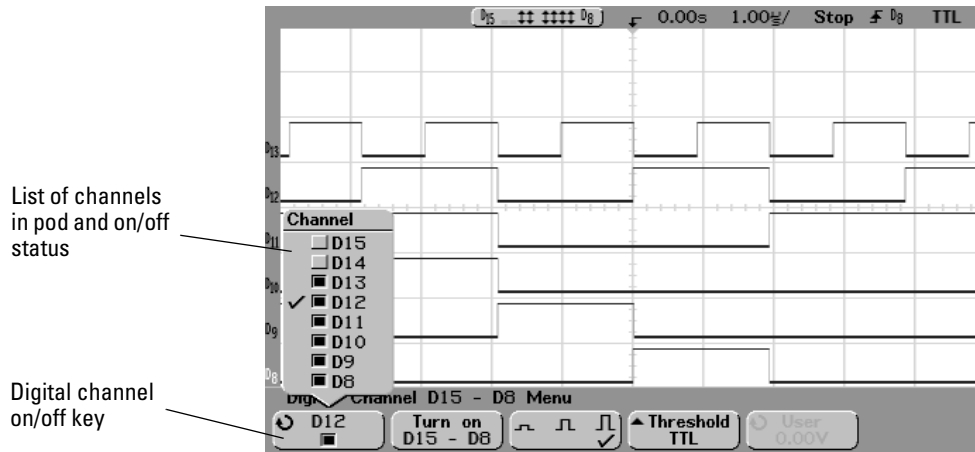 D15 D8 0.00s 1.00μs/ Stop D8 TTL
D13
D12
D11
D10
D9
D8
List of channels
in pod and on/off
status
Channel
D15
D14
D13
D12
D11
D10
D9
D8
Digital channel
on/off key
Channel D15 - D8 Menu
D12
Turn on
D15 - D8
Threshold
TTL
User
0.00V